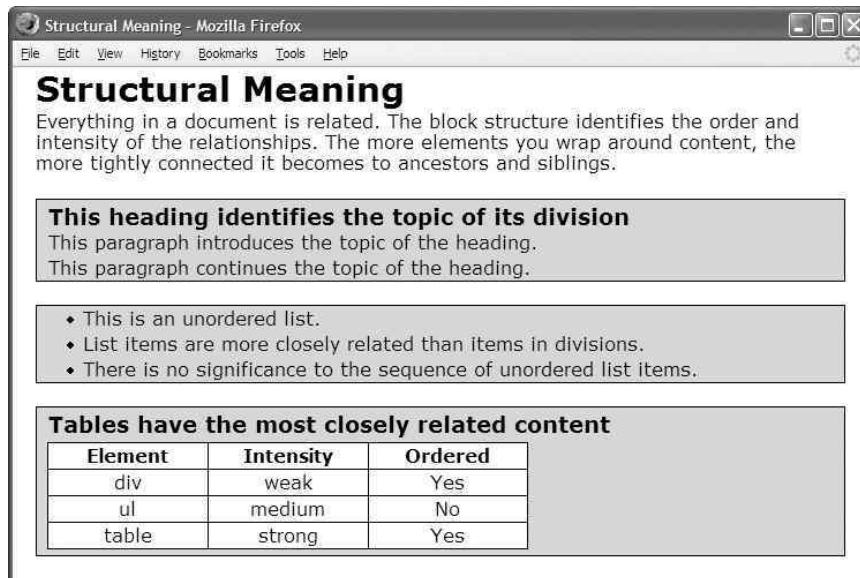 Structural Meaning - Mozilla Firefox
File Edit View History Bookmarks Tools Help
Structural Meaning
Everything in a document is related. The block structure identifies the order and
intensity of the relationships. The more elements you wrap around content, the
more tightly connected it becomes to ancestors and siblings.
This heading identifies the topic of its division
This paragraph introduces the topic of the heading.
This paragraph continues the topic of the heading.
• This is an unordered list.
• List items are more closely related than items in divisions.
• There is no significance to the sequence of unordered list items.
Tables have the most closely related content
Element Intensity Ordered
div weak Yes
ul medium No
table strong Yes